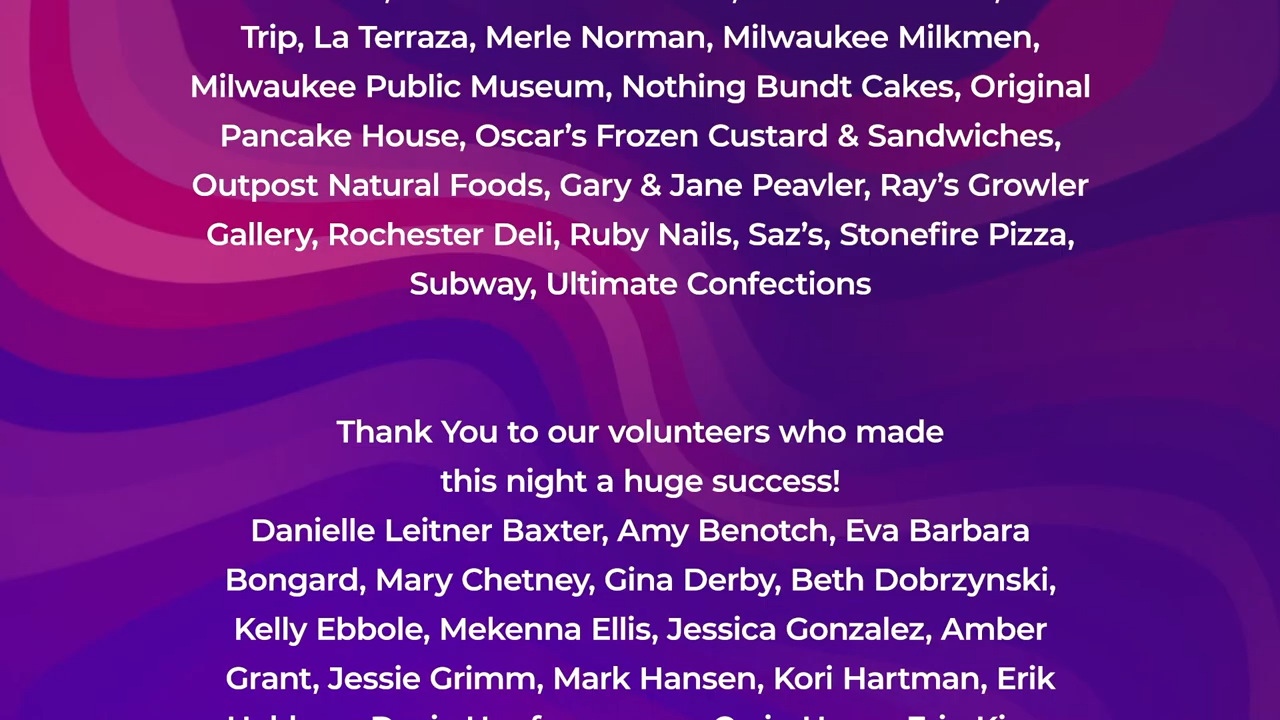 Trip, La Terraza, Merle Norman, Milwaukee Milkmen,
Milwaukee Public Museum, Nothing Bundt Cakes, Original
Pancake House, Oscar’s Frozen Custard & Sandwiches,
Outpost Natural Foods, Gary & Jane Peavler, Ray’s Growler
Gallery, Rochester Deli, Ruby Nails, Saz’s, Stonefire Pizza,
Subway, Ultimate Confections
Thank You to our volunteers who made
this night a huge success!
Danielle Leitner Baxter, Amy Benotch, Eva Barbara
Bongard, Mary Chetney, Gina Derby, Beth Dobrzynski,
Kelly Ebbole, Mekenna Ellis, Jessica Gonzalez, Amber
Grant, Jessie Grimm, Mark Hansen, Kori Hartman, Erik